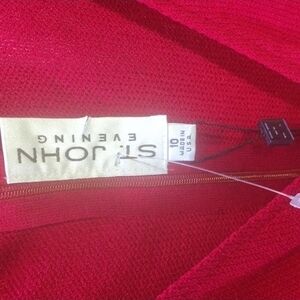 ST. JOHN
EVENING
10
MADE IN
U.S.A.